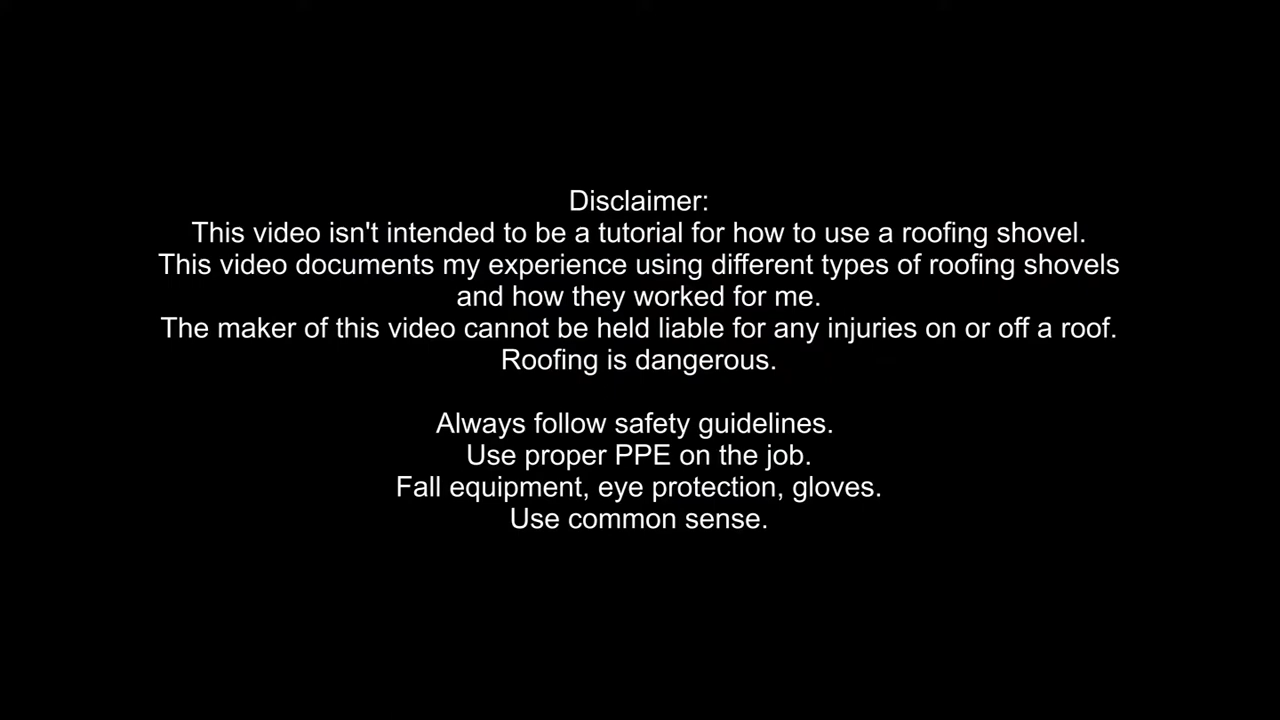 Disclaimer:
This video isn't intended to be a tutorial for how to use a roofing shovel.
This video documents my experience using different types of roofing shovels
and how they worked for me.
The maker of this video cannot be held liable for any injuries on or off a roof.
Roofing is dangerous.
Always follow safety guidelines.
Use proper PPE on the job.
Fall equipment, eye protection, gloves.
Use common sense.